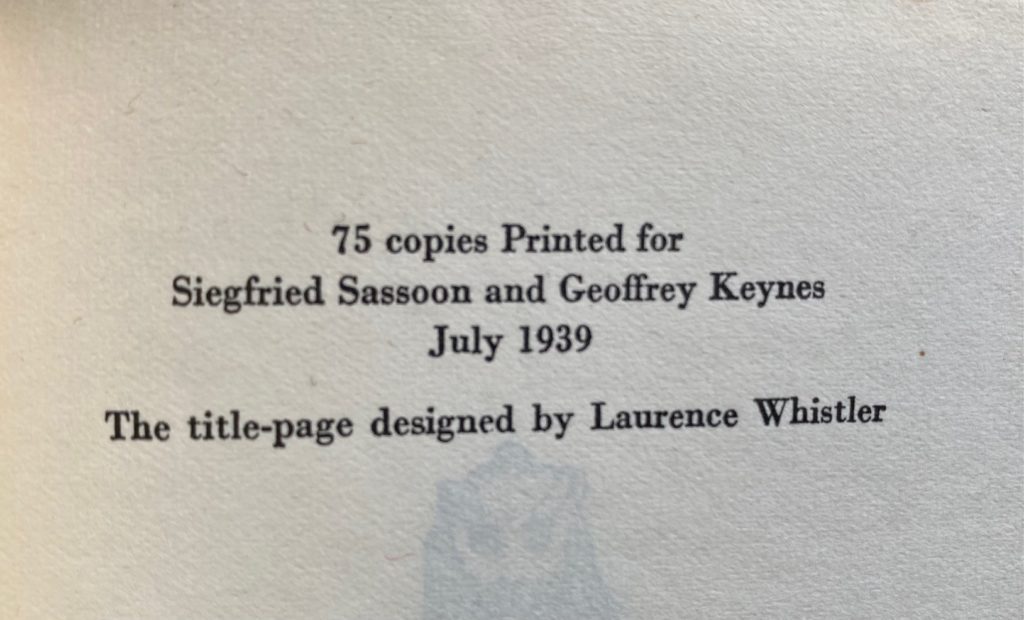 75 copies Printed for
Siegfried Sassoon and Geoffrey Keynes
July 1939
The title-page designed by Laurence Whistler